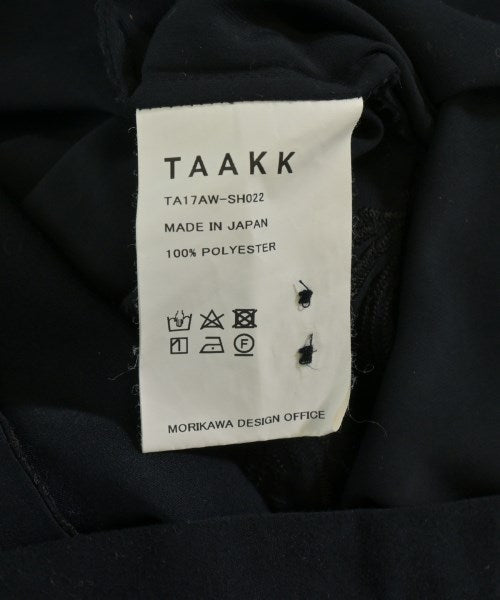 TAAKK
TA17AW-SH022
MADE IN JAPAN
100% POLYESTER
F
MORIKAWA DESIGN OFFICE